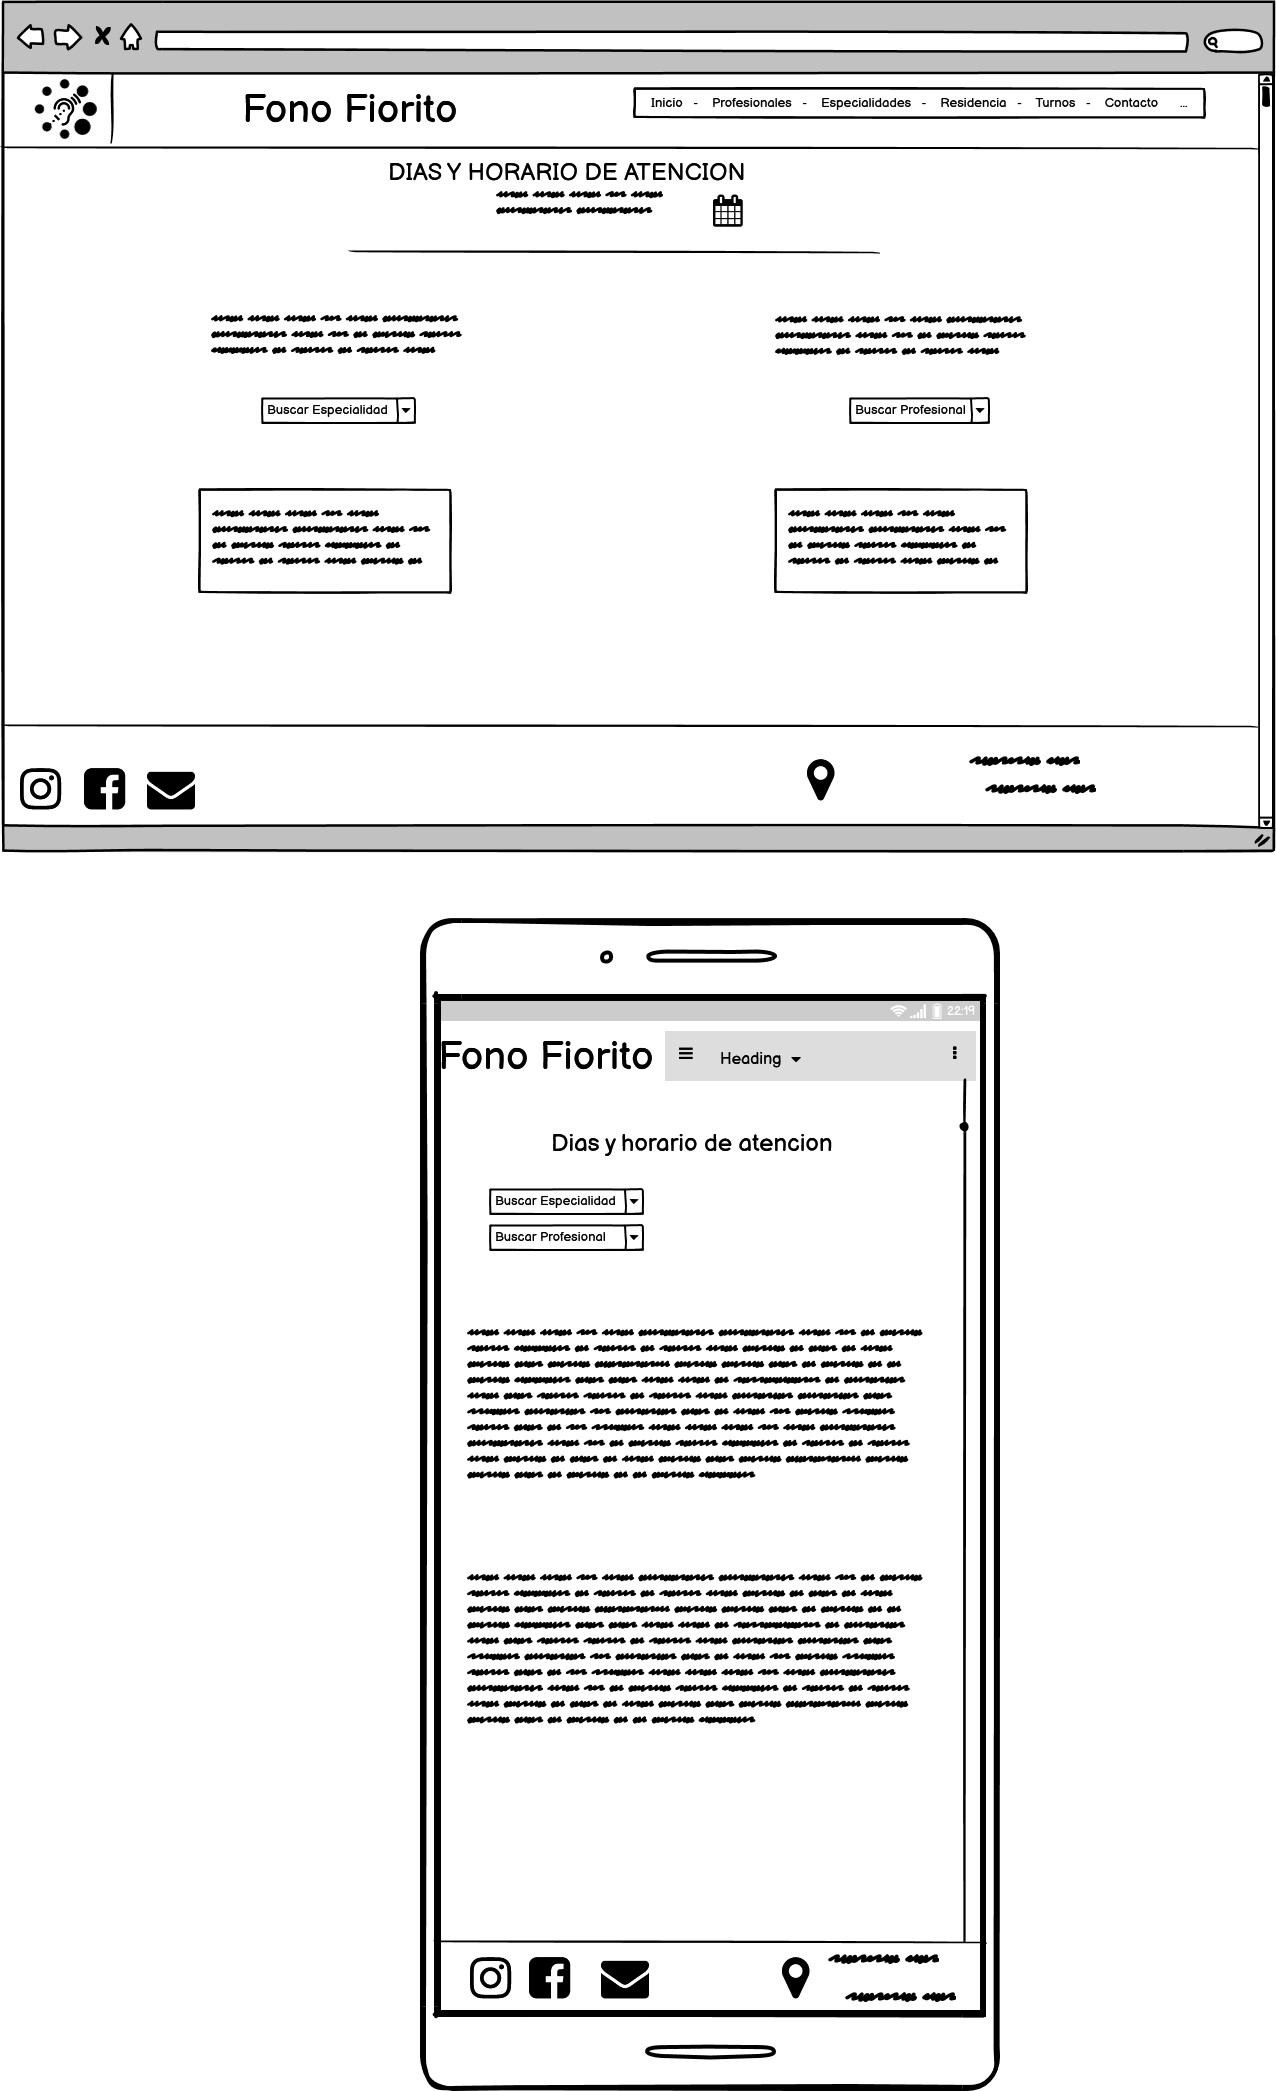 Fono Fiorito
Inicio - Profesionales - Especialidades - Residencia - Turnos - Contacto ...
DIAS Y HORARIO DE ATENCION
Buscar Especialidad
Buscar Profesional
22:19
Fono Fiorito
Heading
Dias y horario de atencion
Buscar Especialidad
Buscar Profesional